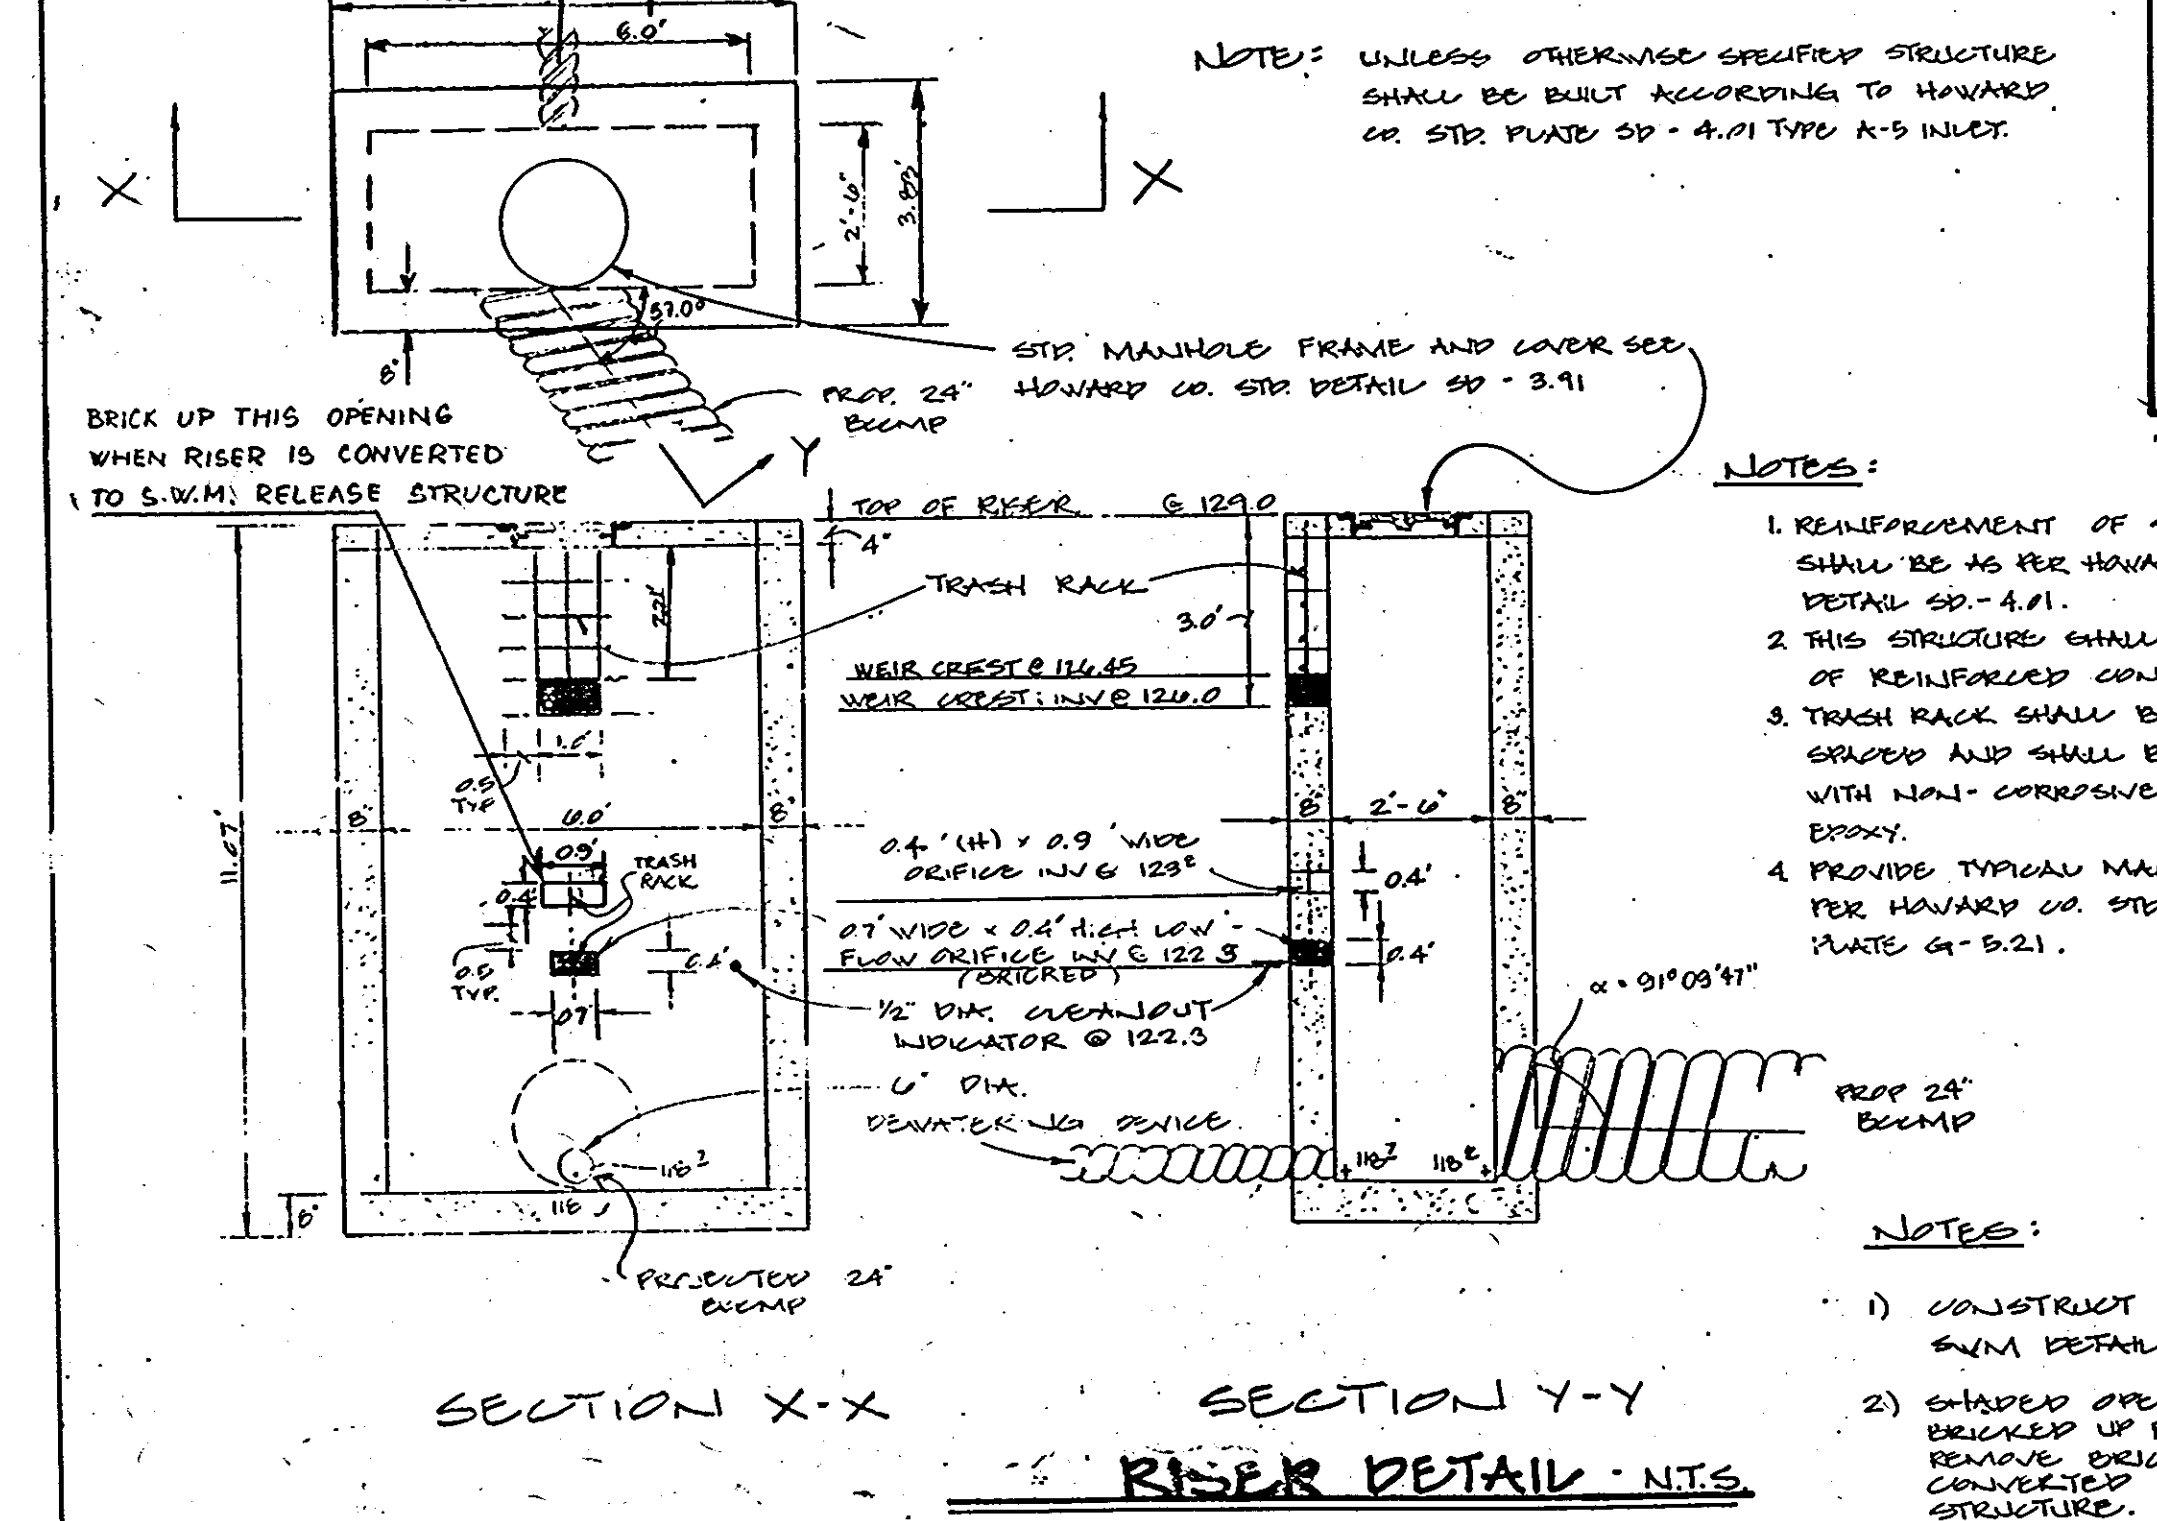 6.0'
NOTE: UNLESS OTHERWISE SPECIFIED STRUCTURE
SHALL BE BUILT ACCORDING TO HOWARD
CO. STD. PLATE SD - 4.01 TYPE A-5 INLET.
X
X
2'-6"
3.83'
57.0°
8"
STD. MANHOLE FRAME AND COVER SEE
HOWARD CO. STD. DETAIL SD - 3.91
PROP. 24"
BCCMP
Y
BRICK UP THIS OPENING
WHEN RISER IS CONVERTED
TO S.W.M. RELEASE STRUCTURE
TOP OF RISER @ 129.0
4"
TRASH RACK
2.21'
3.0'
WEIR CREST @ 126.45
WEIR CREST: INV @ 126.0
1.0'
0.5
TYP
11.07'
8"
6.0'
8"
8"
2'-6"
8"
0.9'
0.4'
TRASH
RACK
0.4' (H) x 0.9' WIDE
ORIFICE INV @
0.4'
0.7' WIDE x 0.4' HIGH LOW -
FLOW ORIFICE INV @ 122.9
(BRICKED)
0.4'
0.5
TYP.
0.4'
0.7'
1/2" DIA. CLEANOUT
INDICATOR @ 122.3
6" DIA.
DEWATERING DEVICE
α = 91°09'47"
PROP 24"
BCCMP
118.2
118.2
118.2
118
8"
PROJECTED 24"
BCCMP
SECTION X-X
SECTION Y-Y
RISER DETAIL - N.T.S.
NOTES:
1. REINFORCEMENT OF
SHALL BE AS PER HOWA
DETAIL SD.-4.01.
2. THIS STRUCTURE SHALL
OF REINFORCED CON
3. TRASH RACK SHALL B
SPACED AND SHALL B
WITH NON-CORROSIVE
EPOXY.
4. PROVIDE TYPICAL MA
PER HOWARD CO. STD
PLATE G-5.21.
NOTES:
1) CONSTRUCT
SWM DETAIL
2.) SHADED OPE
BRICKED UP
REMOVE BRIC
CONVERTED
STRUCTURE.